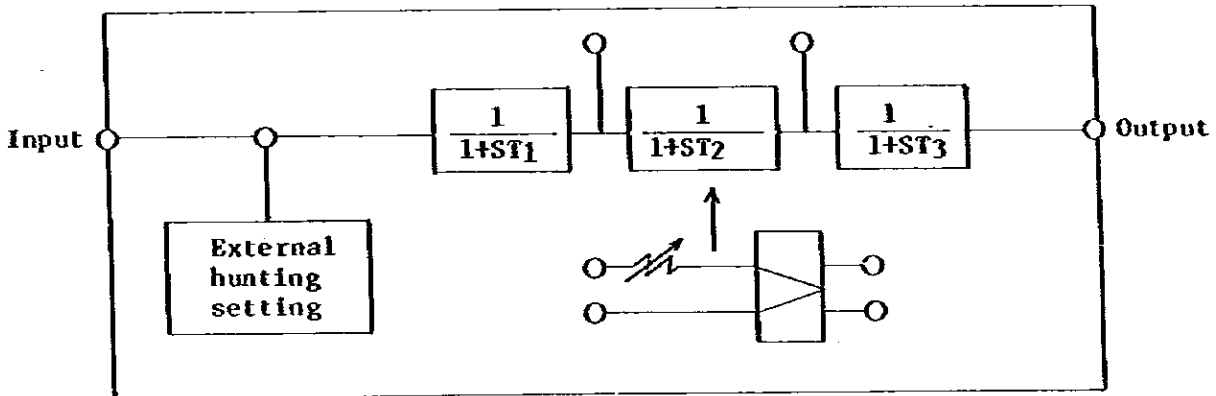 Input
External
hunting
setting
1
1+ST1
1
1+ST2
1
1+ST3
Output